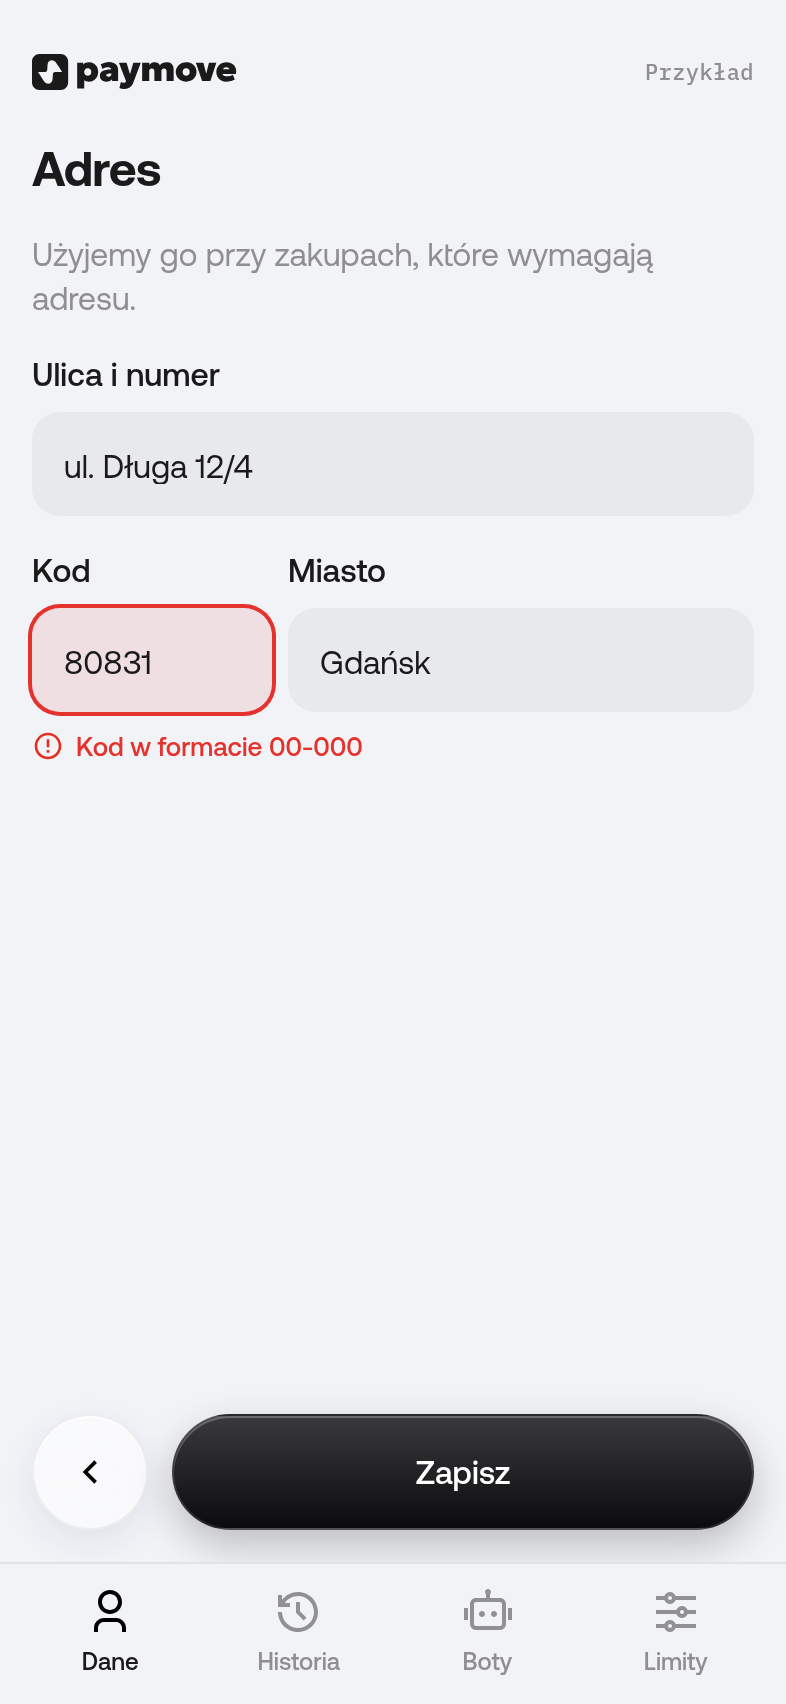 paymove
Przykład
Adres
Użyjemy go przy zakupach, które wymagają
adresu.
Ulica i numer
ul. Długa 12/4
Kod
Miasto
80831
Gdańsk
Kod w formacie 00-000
Zapisz
Dane
Historia
Boty
Limity